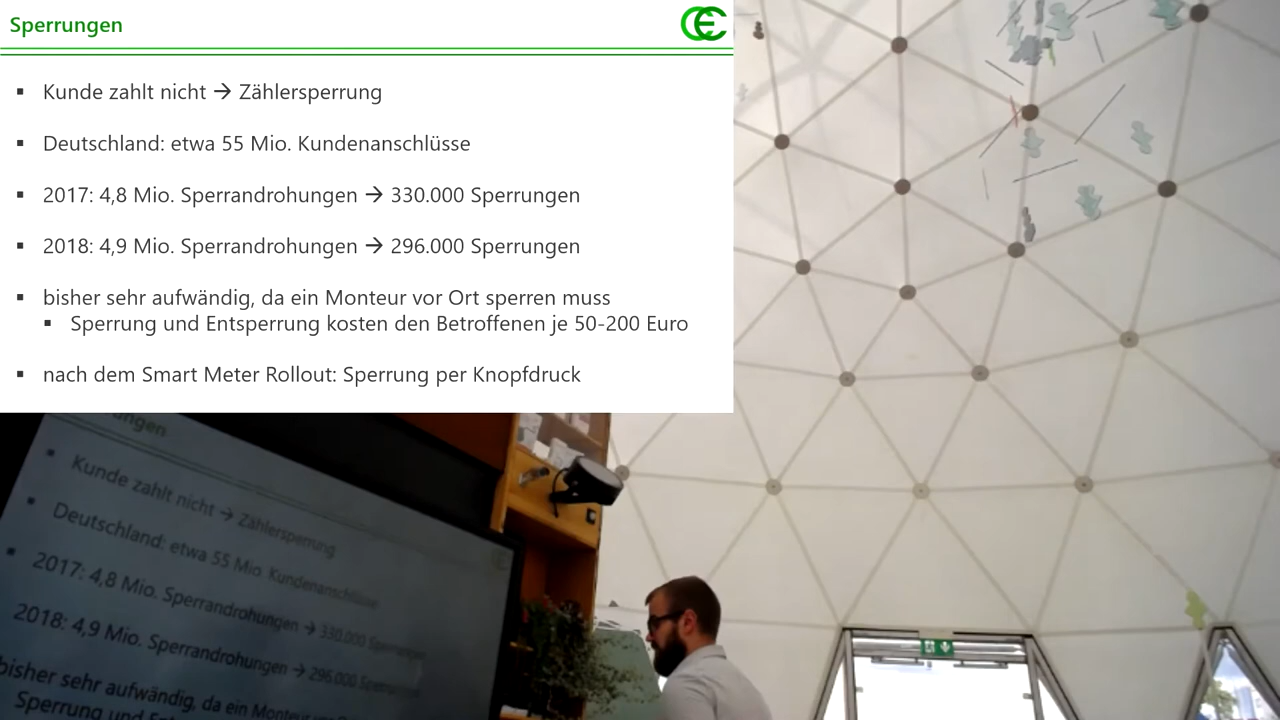 Sperrungen
▪ Kunde zahlt nicht → Zählersperrung
▪ Deutschland: etwa 55 Mio. Kundenanschlüsse
▪ 2017: 4,8 Mio. Sperrandrohungen → 330.000 Sperrungen
▪ 2018: 4,9 Mio. Sperrandrohungen → 296.000 Sperrungen
▪ bisher sehr aufwändig, da ein Monteur vor Ort sperren muss
▪ Sperrung und Entsperrung kosten den Betroffenen je 50-200 Euro
▪ nach dem Smart Meter Rollout: Sperrung per Knopfdruck
ungen
▪ Kunde zahlt nicht → Zählersperrung
▪ Deutschland: etwa 55 Mio. Kundenanschlüsse
▪ 2017: 4,8 Mio. Sperrandrohungen → 330.000 Sperrungen
2018: 4,9 Mio. Sperrandrohungen → 296.000 Sperrungen
bisher sehr aufwändig, da ein Monteur
Sperrung und